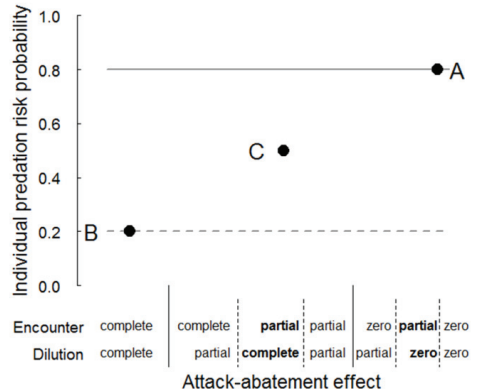 Individual predation risk probability
1.0
0.8
0.6
0.4
0.2
0.0
A
C
B
Encounter complete complete partial partial zero partial zero
Dilution complete partial complete partial partial zero zero
Attack-abatement effect